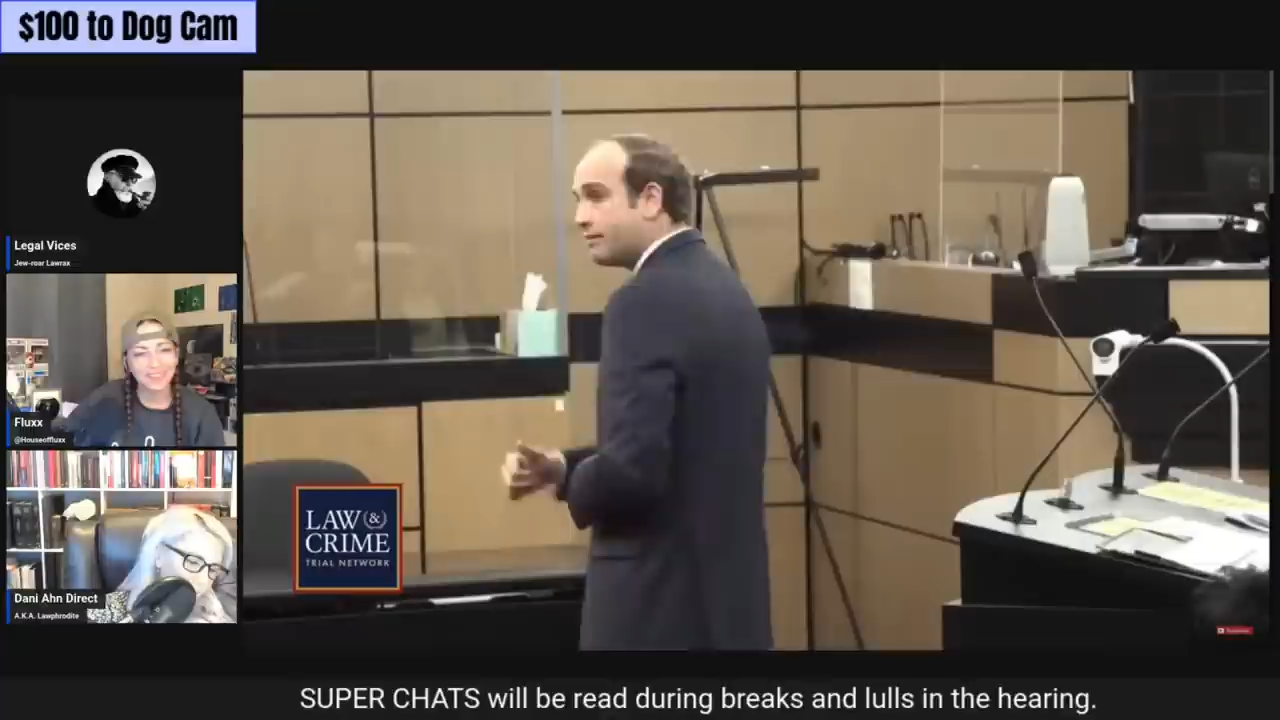 $100 to Dog Cam
Legal Vices
Jew-roar Lawrax
Fluxx
@Houseoffluxx
Dani Ahn Direct
A.K.A. Lawphrodite
LAW &
CRIME
TRIAL NETWORK
SUPER CHATS will be read during breaks and lulls in the hearing.